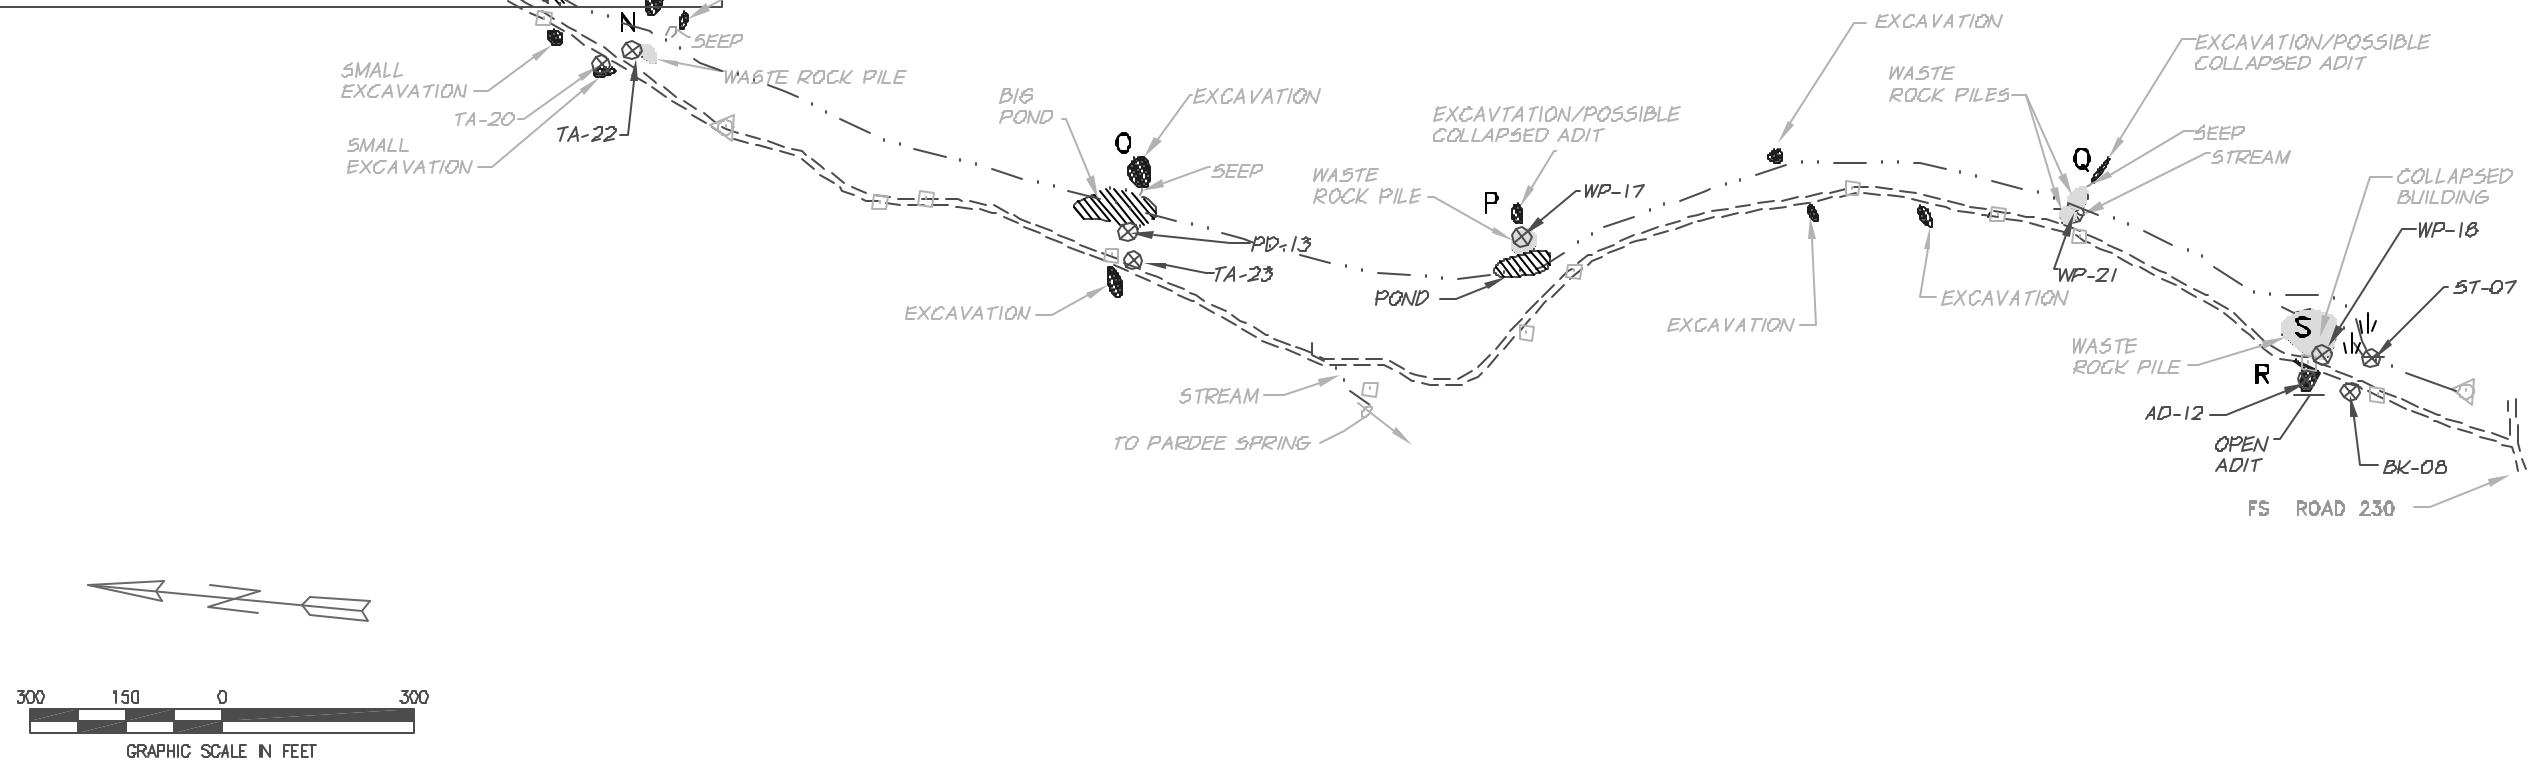 N
SEEP
SMALL
EXCAVATION
WASTE ROCK PILE
TA-20
TA-22
SMALL
EXCAVATION
BIG
POND
EXCAVATION
O
SEEP
PD-13
TA-23
EXCAVATION
EXCAVTATION/POSSIBLE
COLLAPSED ADIT
WASTE
ROCK PILE
P
WP-17
POND
STREAM
TO PARDEE SPRING
EXCAVATION
EXCAVATION
EXCAVATION
WASTE
ROCK PILES
EXCAVATION/POSSIBLE
COLLAPSED ADIT
Q
SEEP
STREAM
WP-21
COLLAPSED
BUILDING
WP-18
ST-07
S
WASTE
ROCK PILE
R
AD-12
OPEN
ADIT
BK-08
FS ROAD 230
300 150 0 300
GRAPHIC SCALE IN FEET